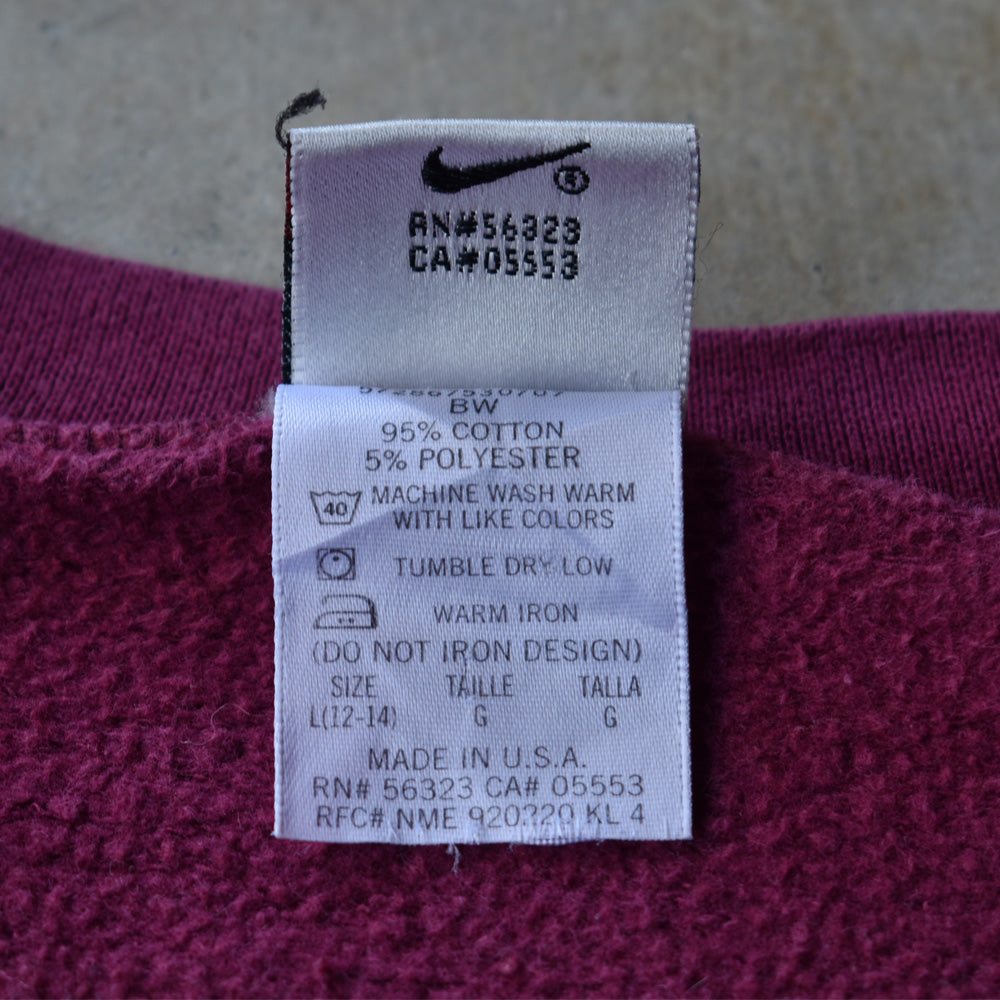 RN#56323
CA#05553
BW
95% COTTON
5% POLYESTER
40 MACHINE WASH WARM
WITH LIKE COLORS
TUMBLE DRY LOW
WARM IRON
(DO NOT IRON DESIGN)
SIZE TAILLE TALLA
L(12-14) G G
MADE IN U.S.A.
RN# 56323 CA# 05553
RFC# NME 920220 KL 4